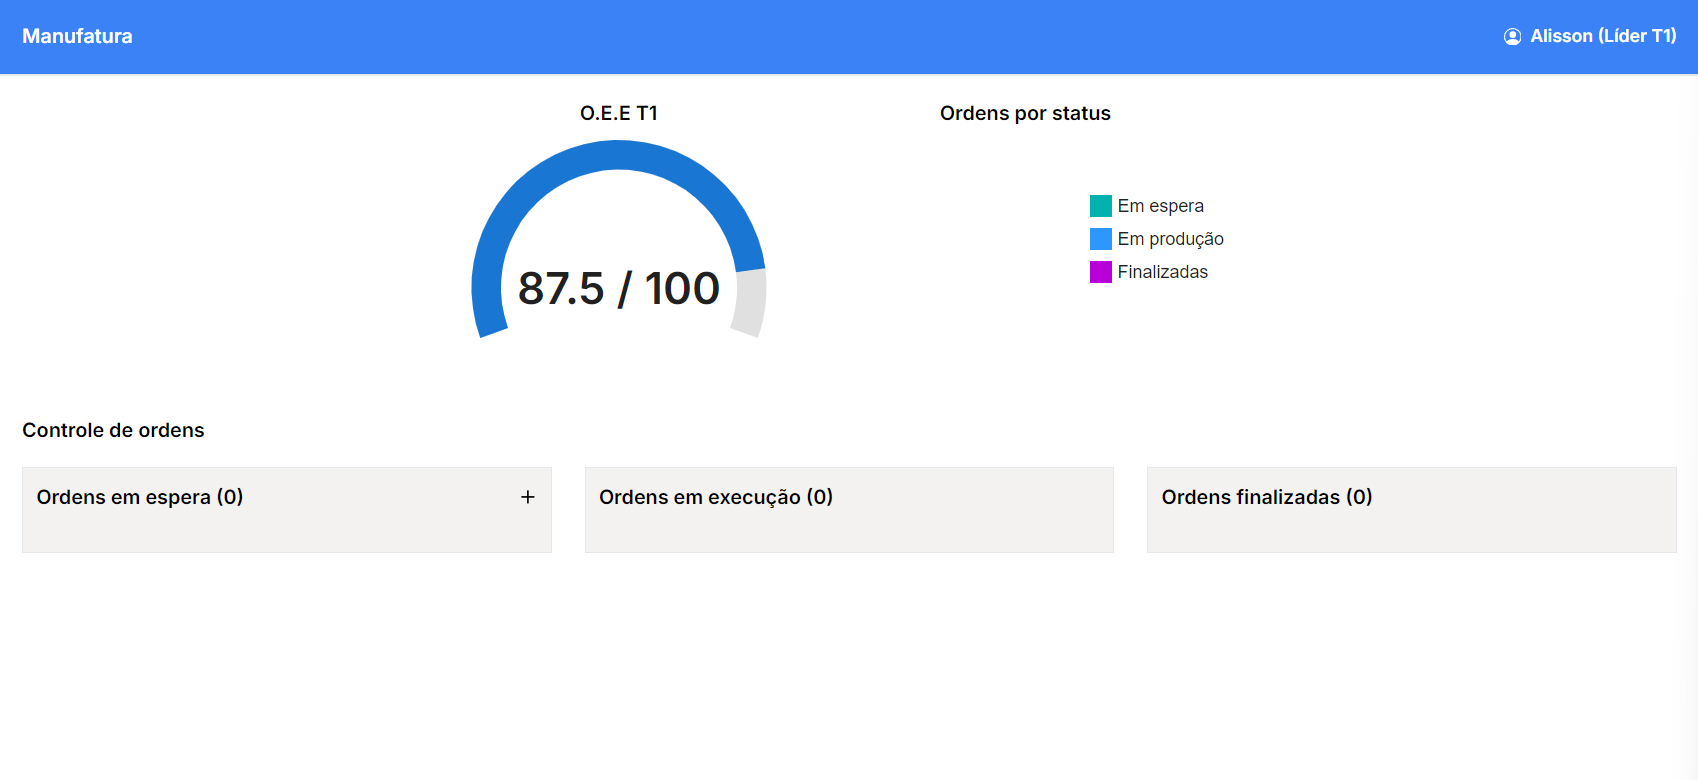 Manufatura
Alisson (Líder T1)
O.E.E T1
87.5 / 100
Ordens por status
Em espera
Em produção
Finalizadas
Controle de ordens
Ordens em espera (0)
+
Ordens em execução (0)
Ordens finalizadas (0)